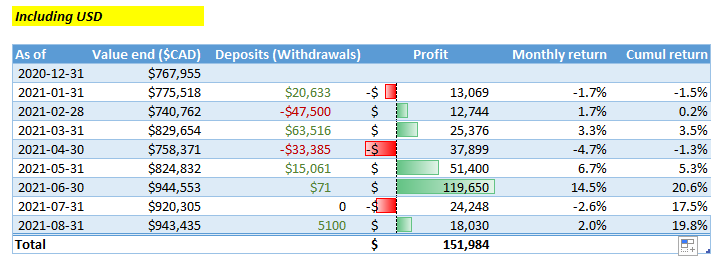 Including USD
As of Value end ($CAD) Deposits (Withdrawals) Profit Monthly return Cumul return
2020-12-31 $767,955
2021-01-31 $775,518 $20,633 -$ 13,069 -1.7% -1.5%
2021-02-28 $740,762 -$47,500 $ 12,744 1.7% 0.2%
2021-03-31 $829,654 $63,516 $ 25,376 3.3% 3.5%
2021-04-30 $758,371 -$33,385 -$ 37,899 -4.7% -1.3%
2021-05-31 $824,832 $15,061 $ 51,400 6.7% 5.3%
2021-06-30 $944,553 $71 $ 119,650 14.5% 20.6%
2021-07-31 $920,305 0 -$ 24,248 -2.6% 17.5%
2021-08-31 $943,435 5100 $ 18,030 2.0% 19.8%
Total $ 151,984